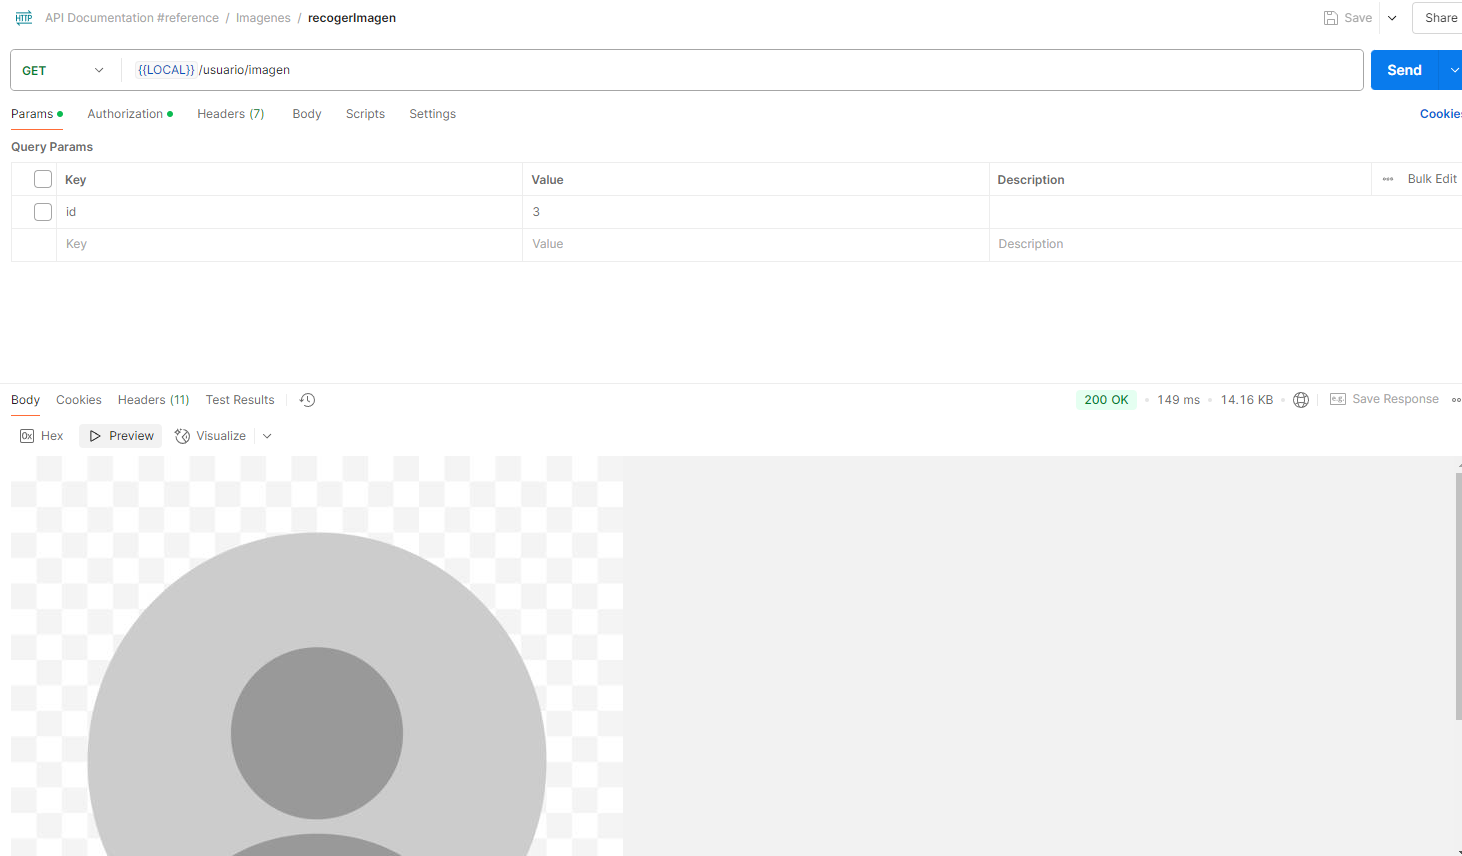 HTTP API Documentation #reference / Imagenes / recogerImagen Save Share
GET {{LOCAL}} /usuario/imagen Send
Params Authorization Headers (7) Body Scripts Settings Cookies
Query Params
Key Value Description Bulk Edit
id 3
Key Value Description
Body Cookies Headers (11) Test Results 200 OK 149 ms 14.16 KB e.g. Save Response
0x Hex Preview Visualize